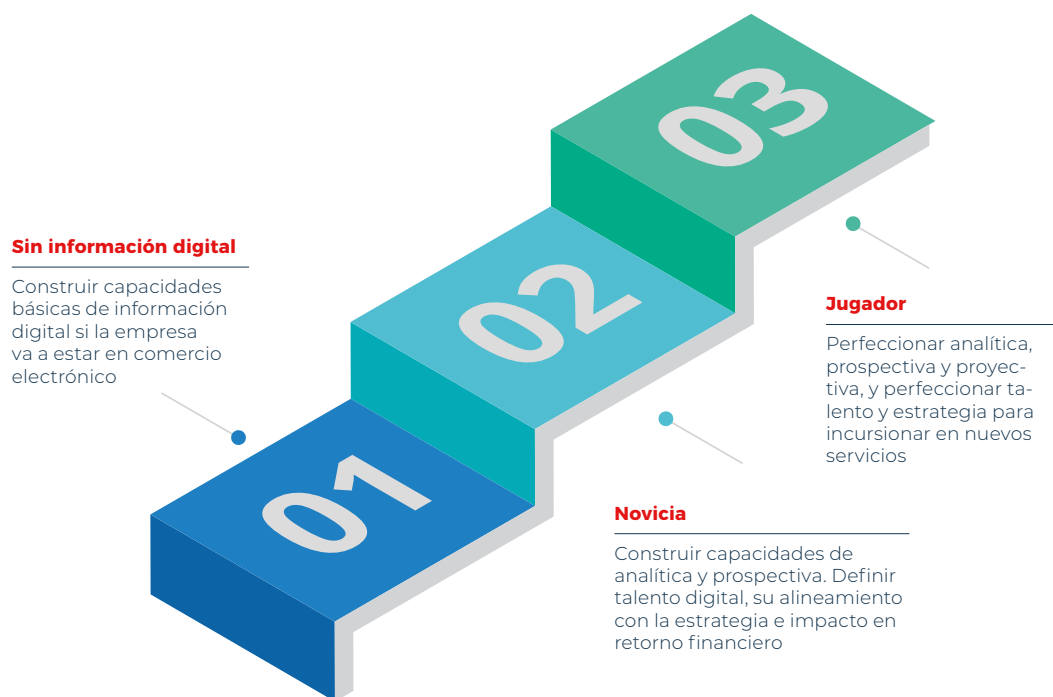 01
Sin información digital
Construir capacidades
básicas de información
digital si la empresa
va a estar en comercio
electrónico
02
Novicia
Construir capacidades de
analítica y prospectiva. Definir
talento digital, su alineamiento
con la estrategia e impacto en
retorno financiero
03
Jugador
Perfeccionar analítica,
prospectiva y proyec-
tiva, y perfeccionar ta-
lento y estrategia para
incursionar en nuevos
servicios